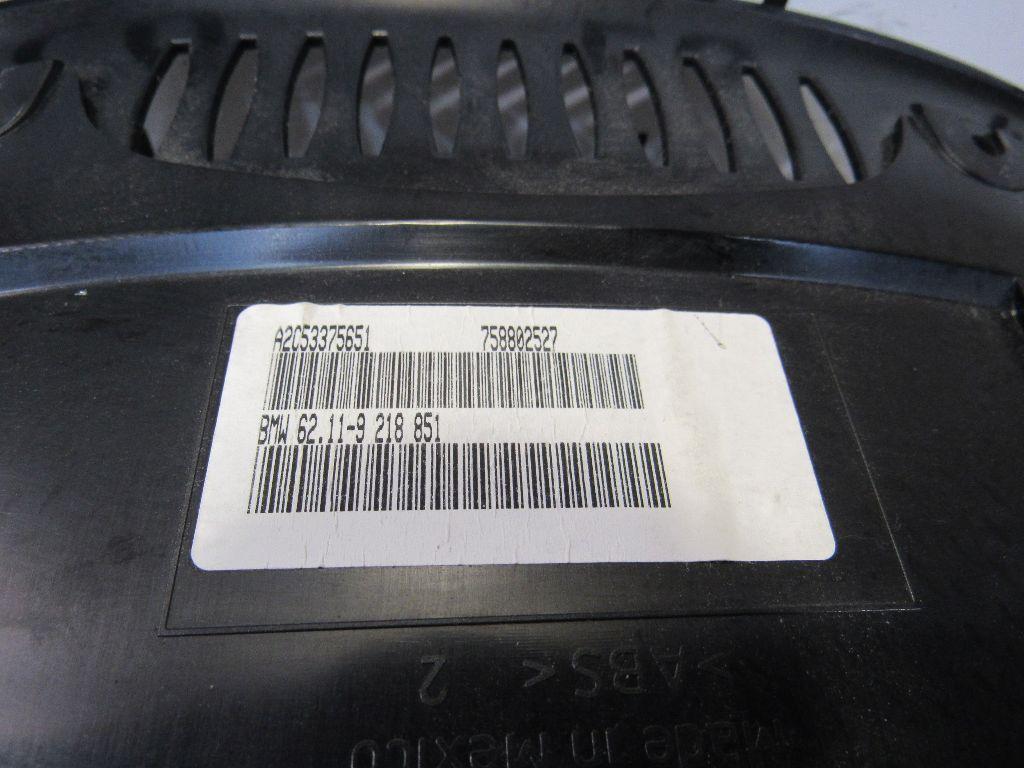 A2C53375651 758802527
BMW 62.11-9 218 851
>ABS< 2
Made in Mexico